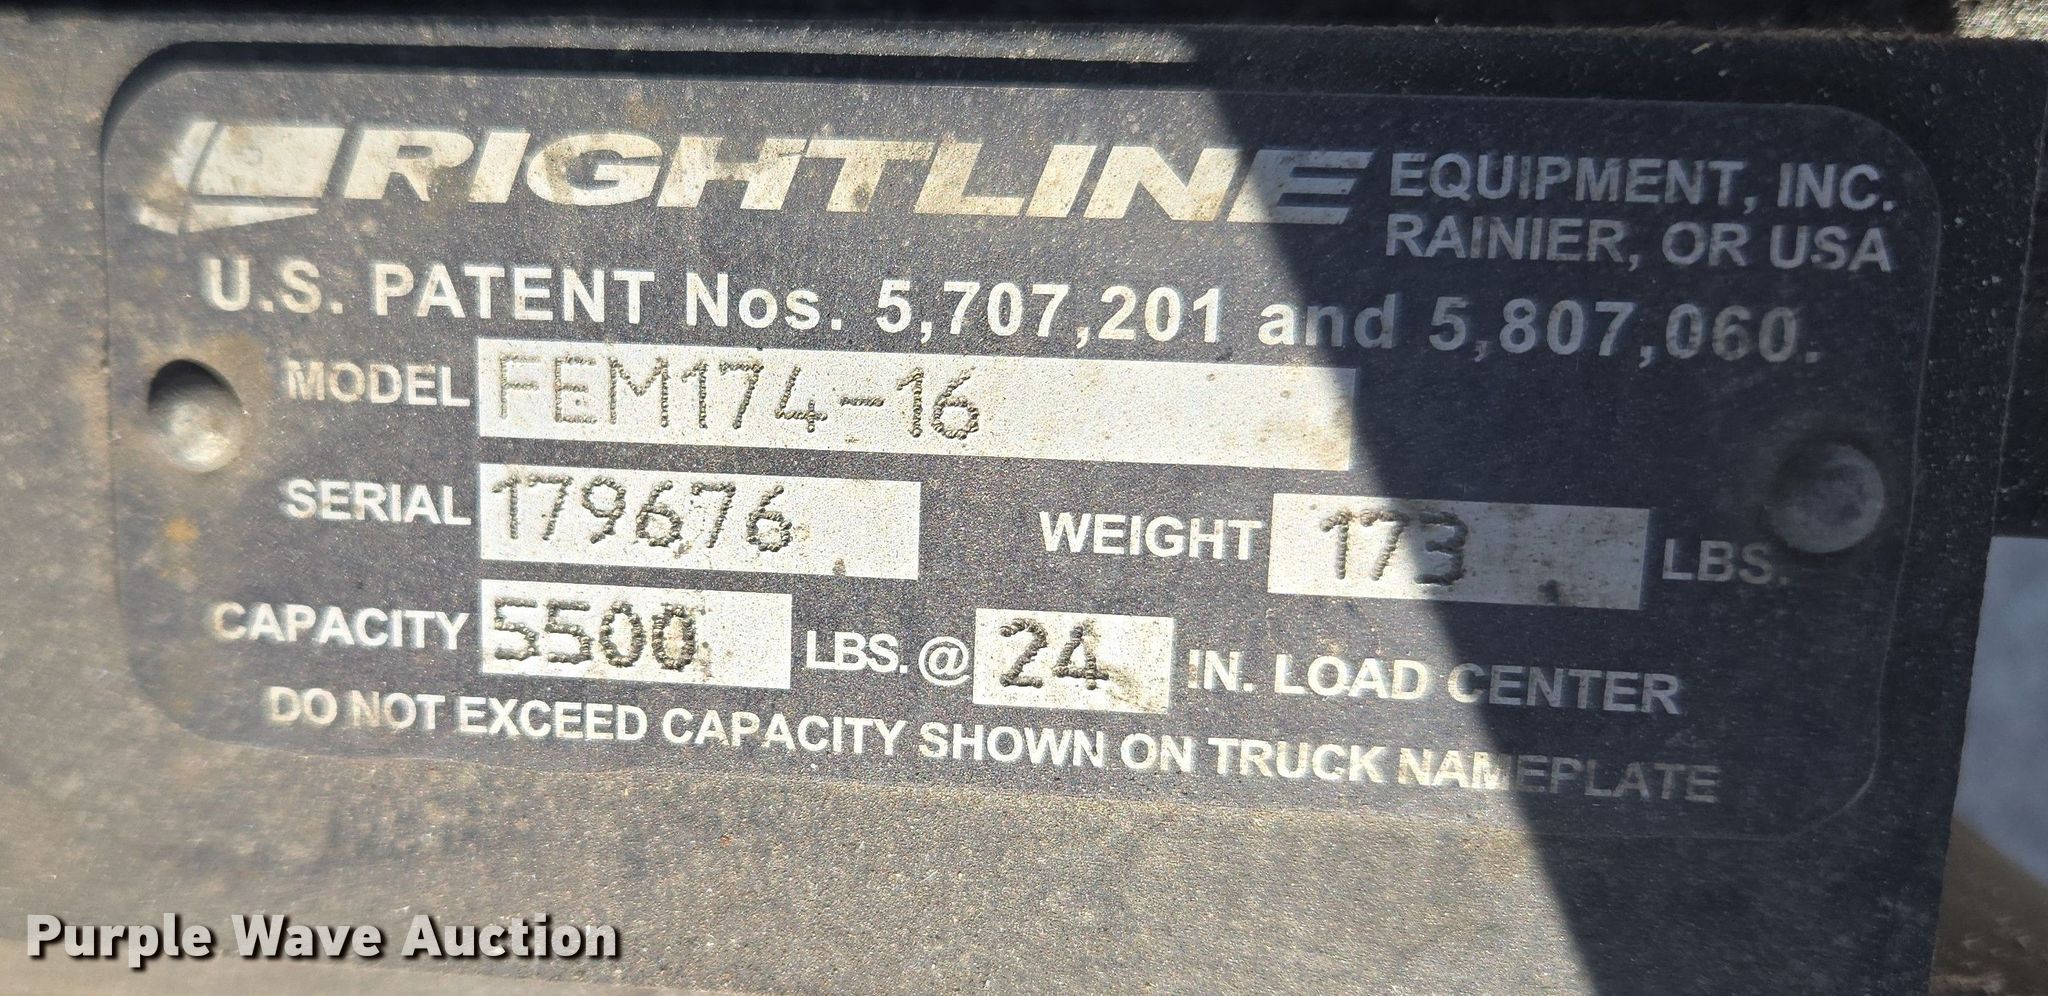 RIGHTLINE EQUIPMENT, INC.
RAINIER, OR USA
U.S. PATENT Nos. 5,707,201 and 5,807,060.
MODEL FEM174-16
SERIAL 179676 WEIGHT 173 LBS.
CAPACITY 5500 LBS. @ 24 IN. LOAD CENTER
DO NOT EXCEED CAPACITY SHOWN ON TRUCK NAMEPLATE
Purple Wave Auction